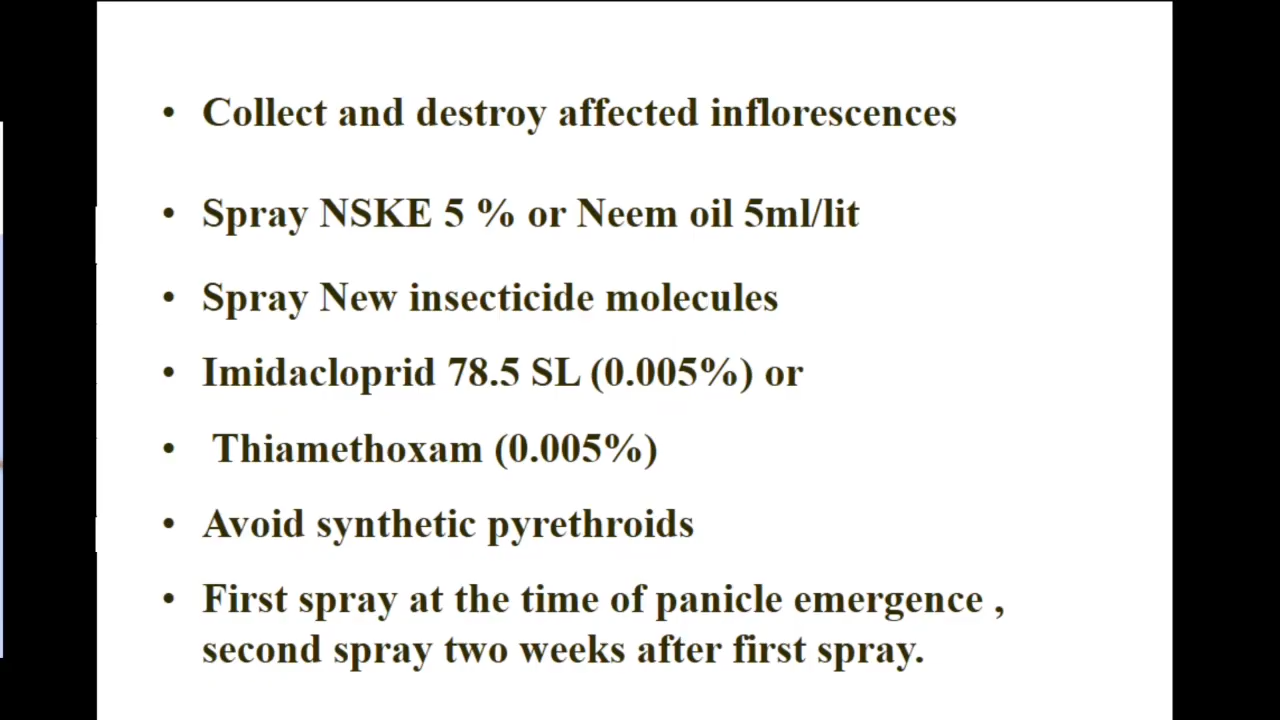 • Collect and destroy affected inflorescences
• Spray NSKE 5 % or Neem oil 5ml/lit
• Spray New insecticide molecules
• Imidacloprid 78.5 SL (0.005%) or
• Thiamethoxam (0.005%)
• Avoid synthetic pyrethroids
• First spray at the time of panicle emergence ,
second spray two weeks after first spray.